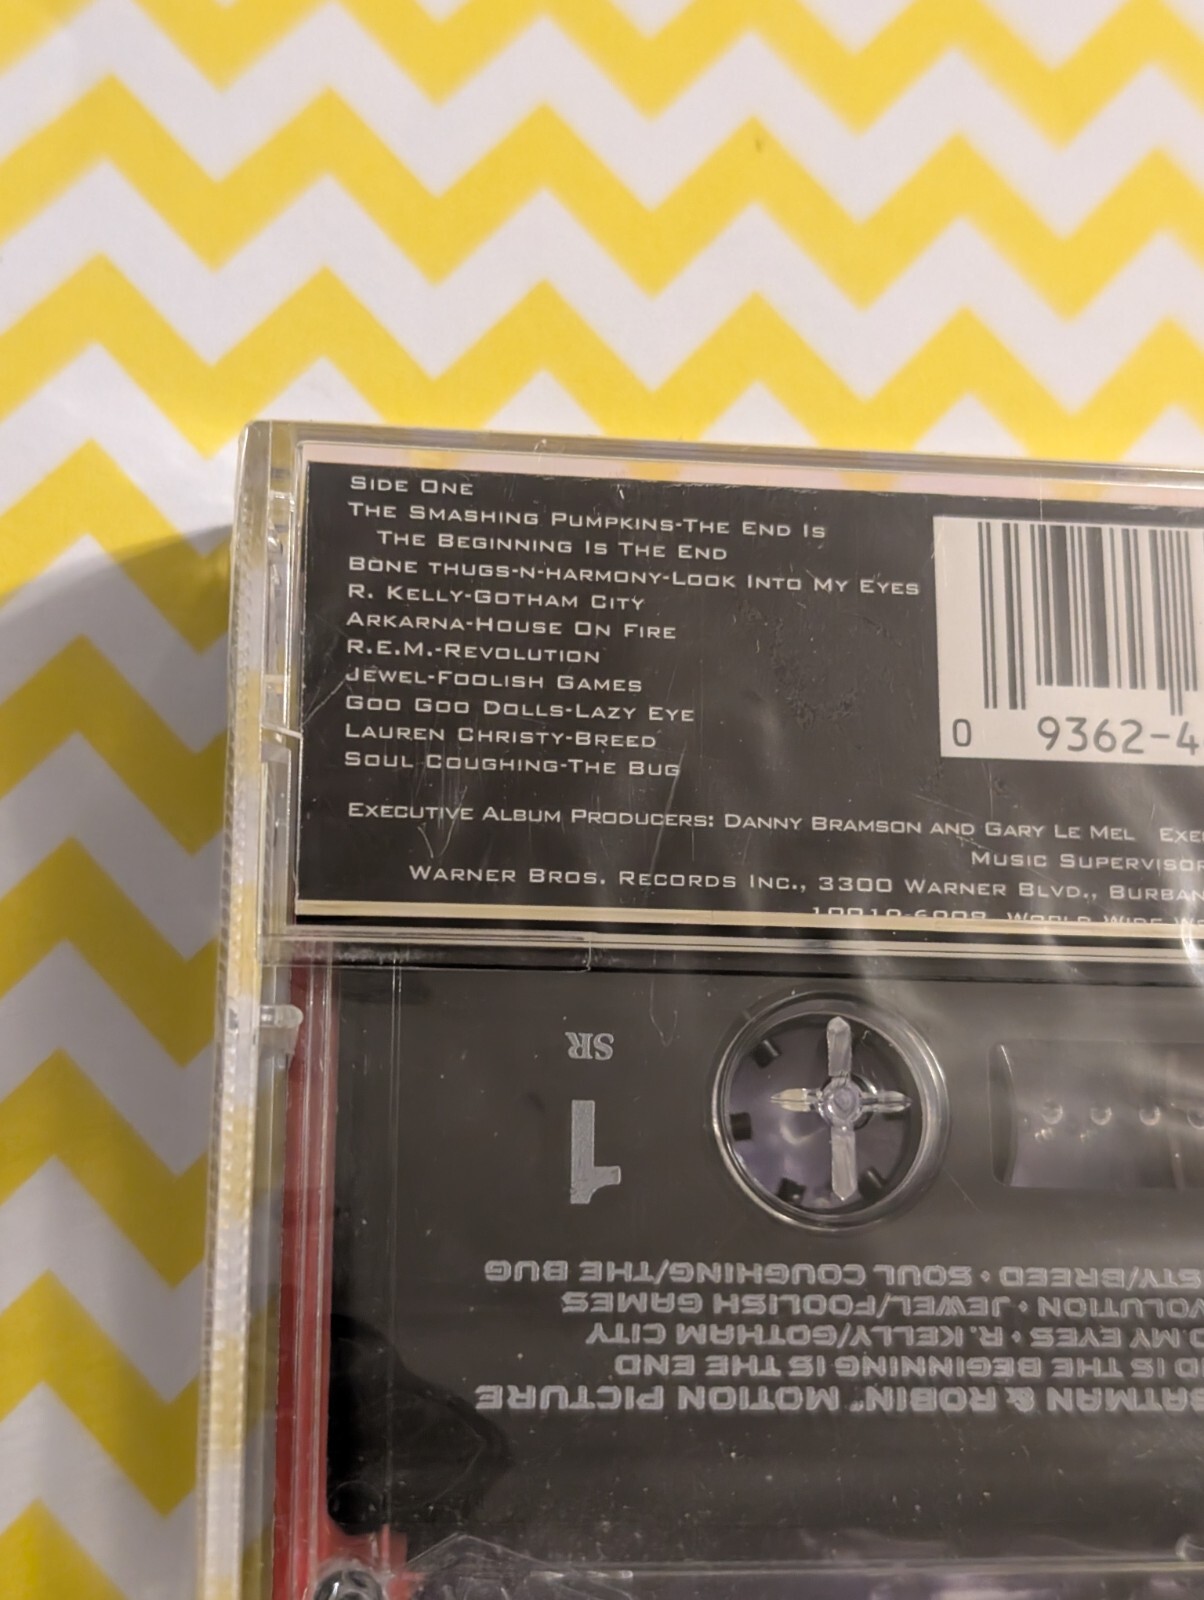 SIDE ONE
THE SMASHING PUMPKINS-THE END IS
THE BEGINNING IS THE END
BONE THUGS-N-HARMONY-LOOK INTO MY EYES
R. KELLY-GOTHAM CITY
ARKARNA-HOUSE ON FIRE
R.E.M.-REVOLUTION
JEWEL-FOOLISH GAMES
GOO GOO DOLLS-LAZY EYE
LAUREN CHRISTY-BREED
SOUL COUGHING-THE BUG
0 9362-4
EXECUTIVE ALBUM PRODUCERS: DANNY BRAMSON AND GARY LE MEL EXEC
MUSIC SUPERVISOR
WARNER BROS. RECORDS INC., 3300 WARNER BLVD., BURBAN
ATMAN & ROBIN" MOTION PICTURE
D IS THE BEGINNING IS THE END
O MY EYES • R. KELLY/GOTHAM CITY
VOLUTION • JEWEL/FOOLISH GAMES
STY/BREED • SOUL COUGHING/THE BUG
1
SR